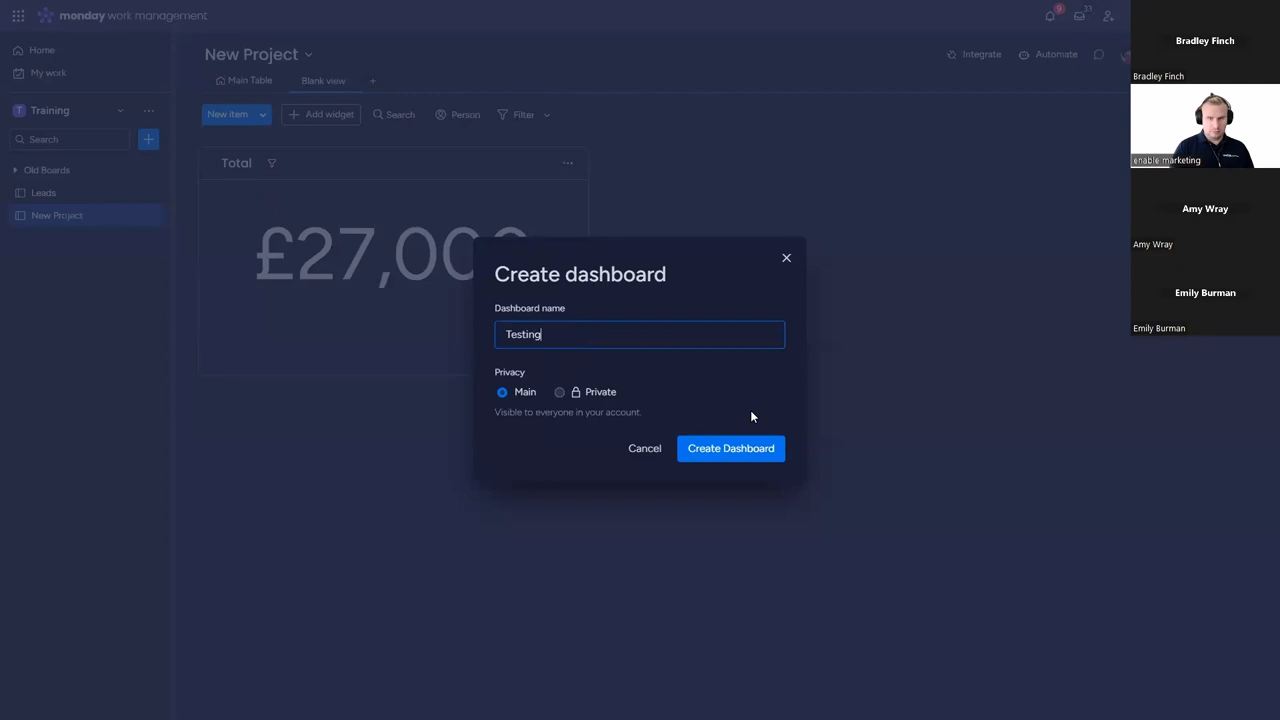 monday work management
9
33
Home
My work
T Training
Search
Old Boards
Leads
New Project
New Project
Integrate
Automate
Main Table
Blank view
New item
Add widget
Search
Person
Filter
Total
£27,000
Create dashboard
Dashboard name
Testing
Privacy
Main
Private
Visible to everyone in your account.
Cancel
Create Dashboard
Bradley Finch
Bradley Finch
enable marketing
Amy Wray
Amy Wray
Emily Burman
Emily Burman